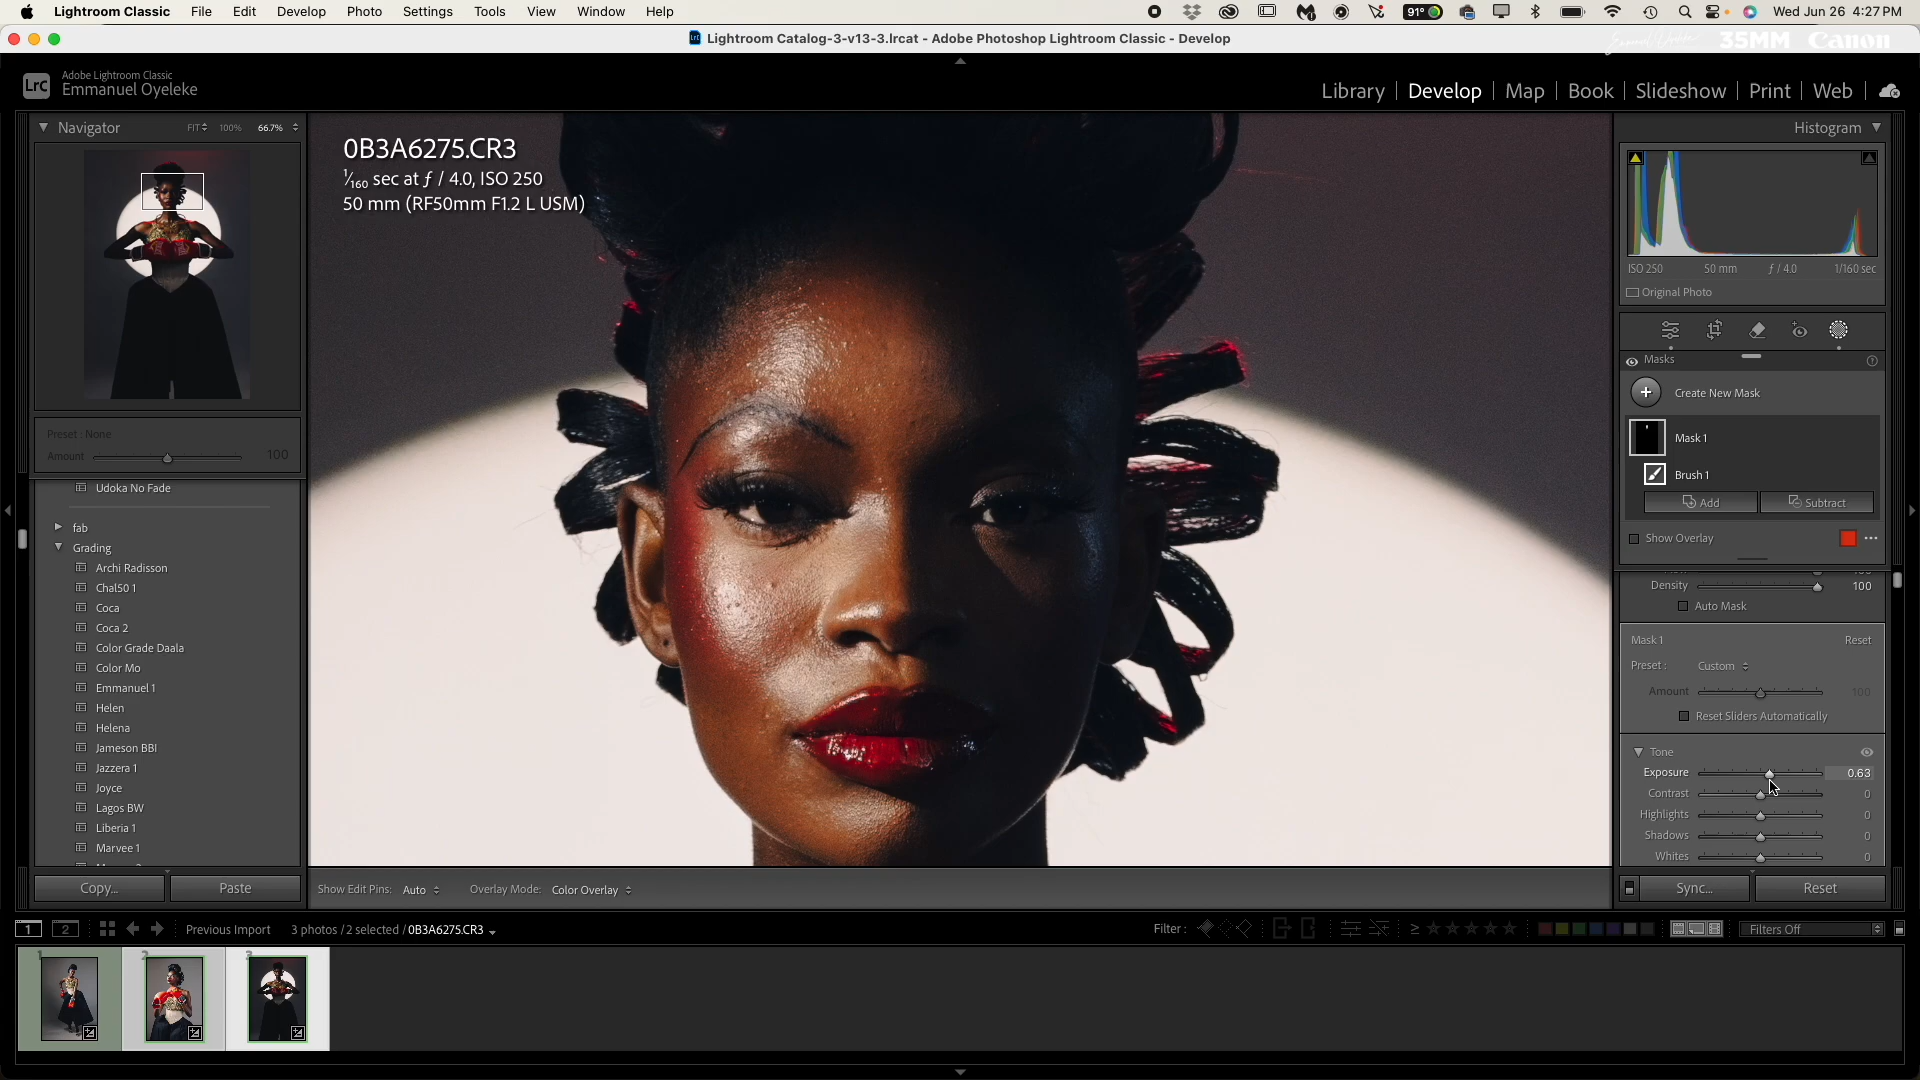 Lightroom Classic File Edit Develop Photo Settings Tools View Window Help 91° Wed Jun 26 4:27 PM
Lightroom Catalog-3-v13-3.lrcat - Adobe Photoshop Lightroom Classic - Develop
35MM Canon
LrC Adobe Lightroom Classic
Emmanuel Oyeleke
Library Develop Map Book Slideshow Print Web
Navigator FIT 100% 66.7%
Preset : None
Amount 100
Udoka No Fade
fab
Grading
Archi Radisson
Chal50 1
Coca
Coca 2
Color Grade Daala
Color Mo
Emmanuel 1
Helen
Helena
Jameson BBI
Jazzera 1
Joyce
Lagos BW
Liberia 1
Marvee 1
Copy... Paste
0B3A6275.CR3
1/160 sec at ƒ / 4.0, ISO 250
50 mm (RF50mm F1.2 L USM)
Show Edit Pins: Auto Overlay Mode: Color Overlay
Histogram
ISO 250 50 mm ƒ / 4.0 1/160 sec
Original Photo
Masks
Create New Mask
Mask 1
Brush 1
Add Subtract
Show Overlay
Density 100
Auto Mask
Mask 1 Reset
Preset : Custom
Amount 100
Reset Sliders Automatically
Tone
Exposure 0.63
Contrast 0
Highlights 0
Shadows 0
Whites 0
Sync... Reset
1 2 Previous Import 3 photos / 2 selected / 0B3A6275.CR3 Filter : ≥ Filters Off
1 2 3